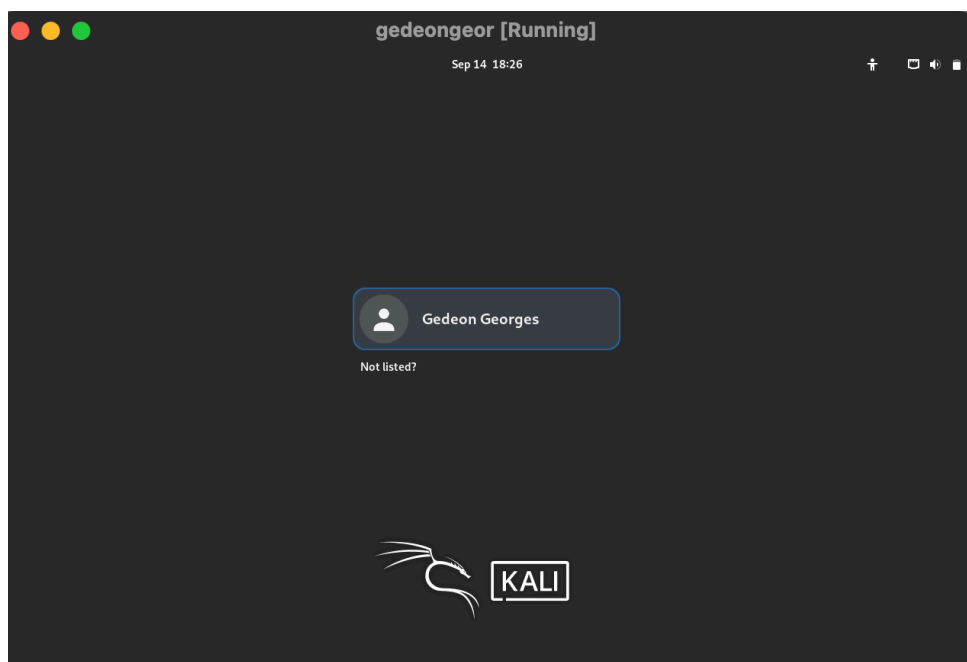 gedeongeor [Running]
Sep 14 18:26
Gedeon Georges
Not listed?
KALI